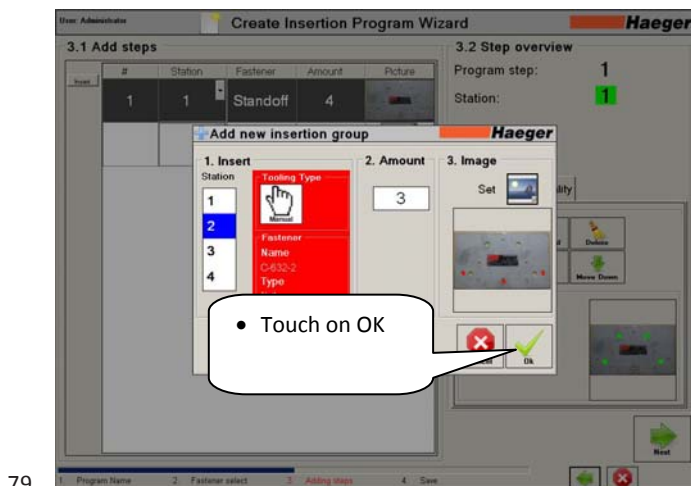 User: Administrator
Create Insertion Program Wizard
Haeger
3.1 Add steps
# Station Fastener Amount Picture
1 1 Standoff 4
3.2 Step overview
Program step: 1
Station: 1
Add new insertion group
Haeger
1. Insert
Station
1
2
3
4
Tooling Type
Manual
Fastener
Name
C-632-2
Type
2. Amount
3
3. Image
Set
Delete
Move Down
• Touch on OK
Ok
Next
1. Program Name 2. Fastener select 3. Adding steps 4. Save
79